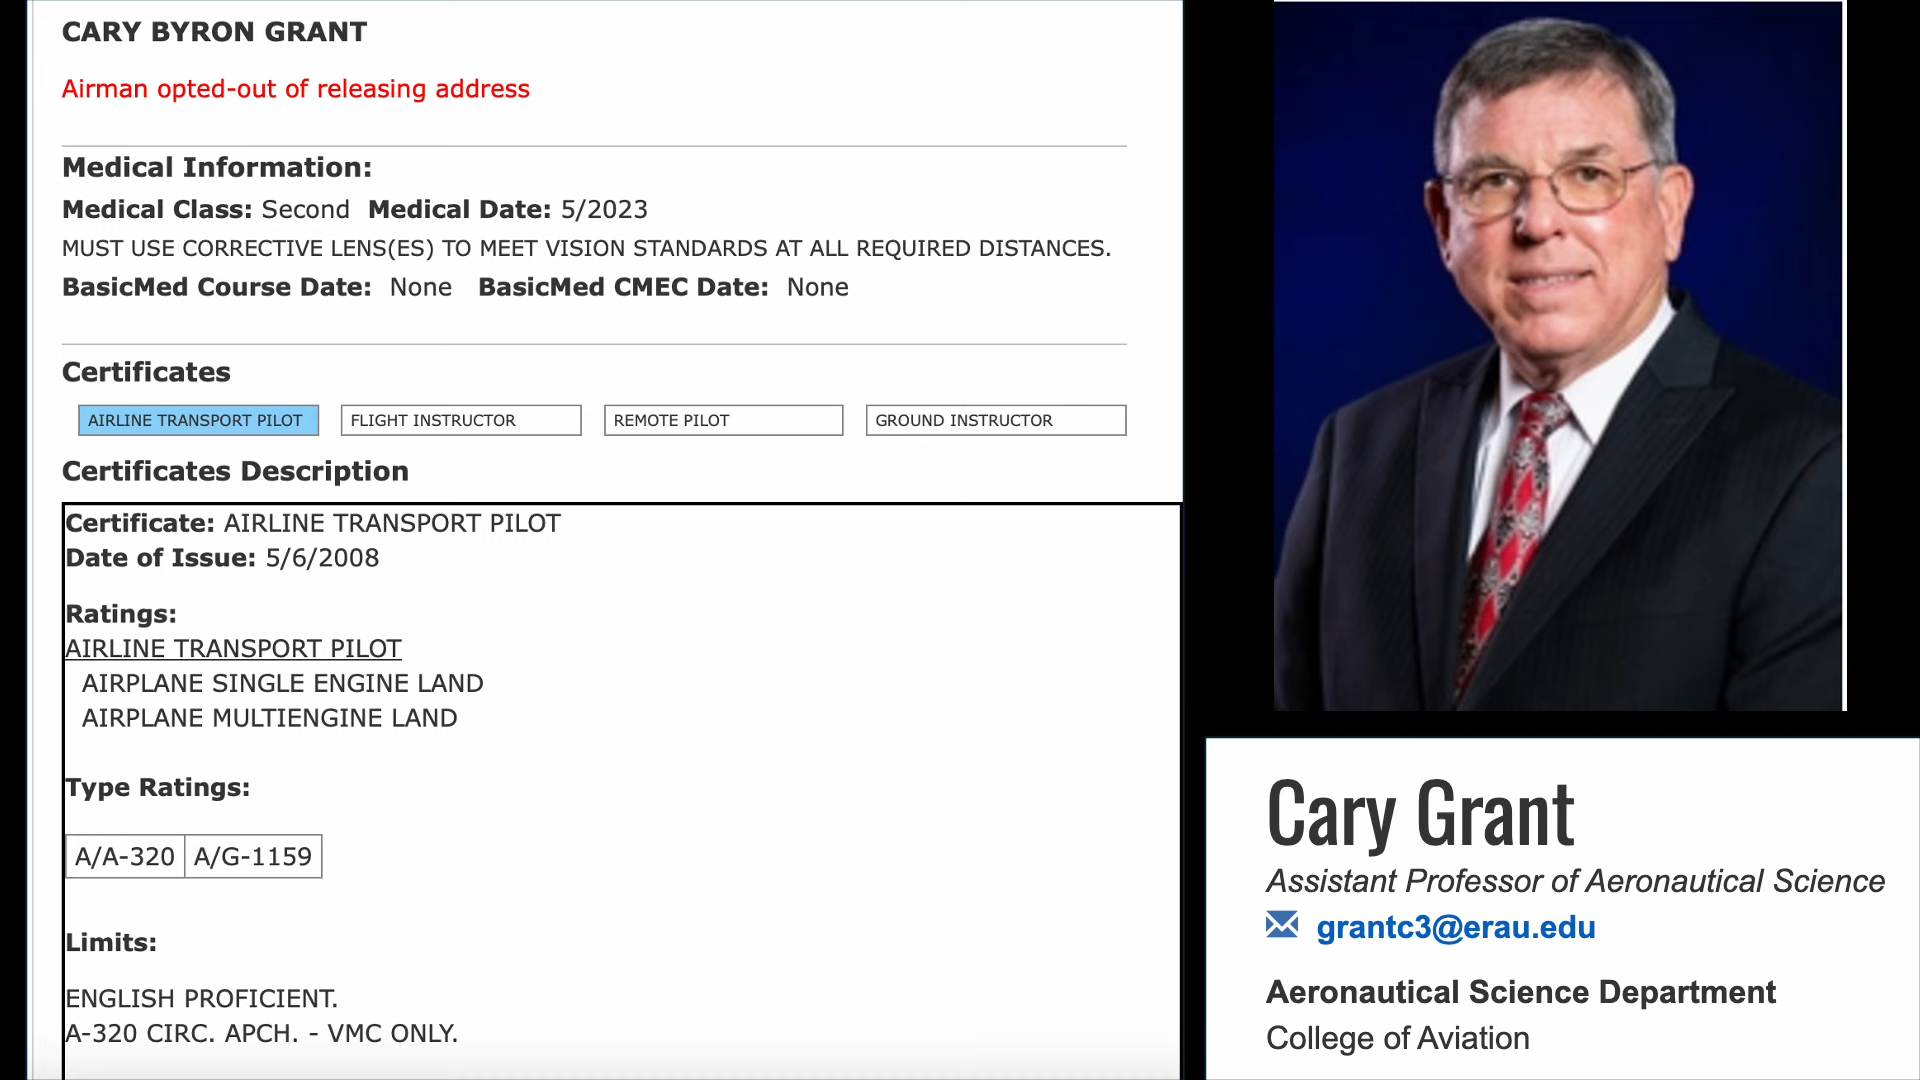 CARY BYRON GRANT
Airman opted-out of releasing address
Medical Information:
Medical Class: Second Medical Date: 5/2023
MUST USE CORRECTIVE LENS(ES) TO MEET VISION STANDARDS AT ALL REQUIRED DISTANCES.
BasicMed Course Date: None BasicMed CMEC Date: None
Certificates
AIRLINE TRANSPORT PILOT FLIGHT INSTRUCTOR REMOTE PILOT GROUND INSTRUCTOR
Certificates Description
Certificate: AIRLINE TRANSPORT PILOT
Date of Issue: 5/6/2008
Ratings:
AIRLINE TRANSPORT PILOT
AIRPLANE SINGLE ENGINE LAND
AIRPLANE MULTIENGINE LAND
Type Ratings:
A/A-320 A/G-1159
Limits:
ENGLISH PROFICIENT.
A-320 CIRC. APCH. - VMC ONLY.
Cary Grant
Assistant Professor of Aeronautical Science
grantc3@erau.edu
Aeronautical Science Department
College of Aviation